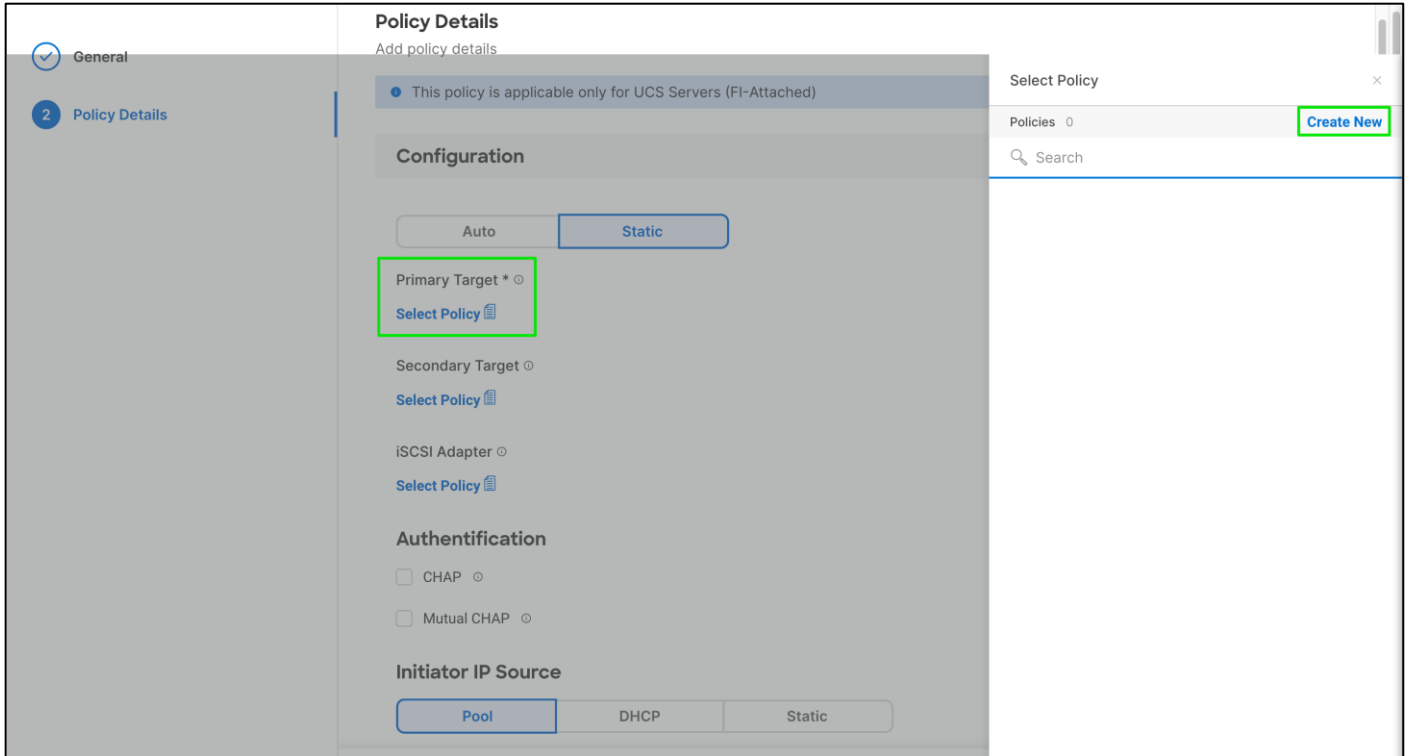 General
2 Policy Details
Policy Details
Add policy details
This policy is applicable only for UCS Servers (FI-Attached)
Configuration
Auto Static
Primary Target *
Select Policy
Secondary Target
Select Policy
iSCSI Adapter
Select Policy
Authentification
CHAP
Mutual CHAP
Initiator IP Source
Pool DHCP Static
Select Policy
Policies 0 Create New
Search